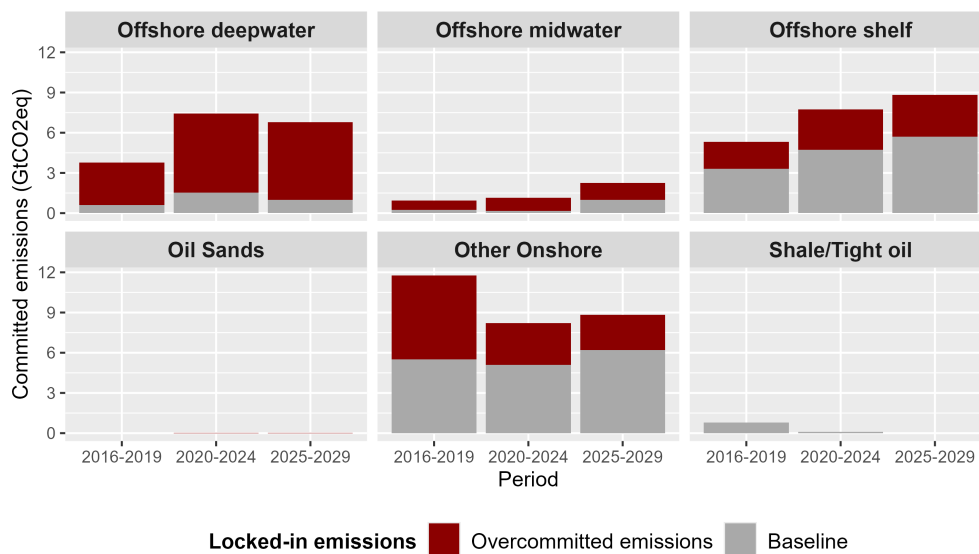 Offshore deepwater
Offshore midwater
Offshore shelf
12
9
6
3
0
Oil Sands
Other Onshore
Shale/Tight oil
12
9
6
3
0
2016-2019
2020-2024
2025-2029
2016-2019
2020-2024
2025-2029
2016-2019
2020-2024
2025-2029
Committed emissions (GtCO2eq)
Period
Locked-in emissions
Overcommitted emissions
Baseline